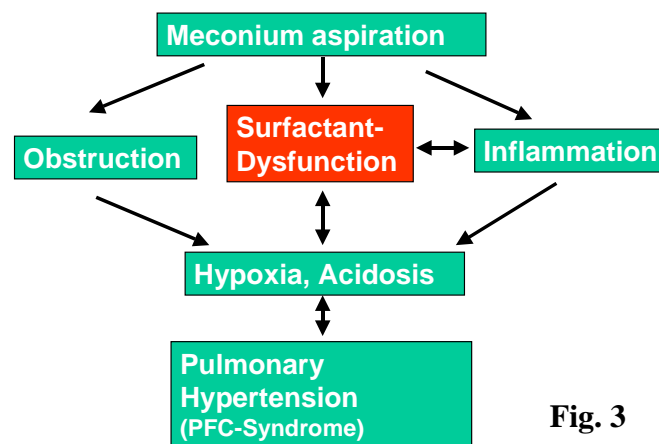 Meconium aspiration
Surfactant-
Dysfunction
Obstruction
Inflammation
Hypoxia, Acidosis
Pulmonary
Hypertension
(PFC-Syndrome)
Fig. 3